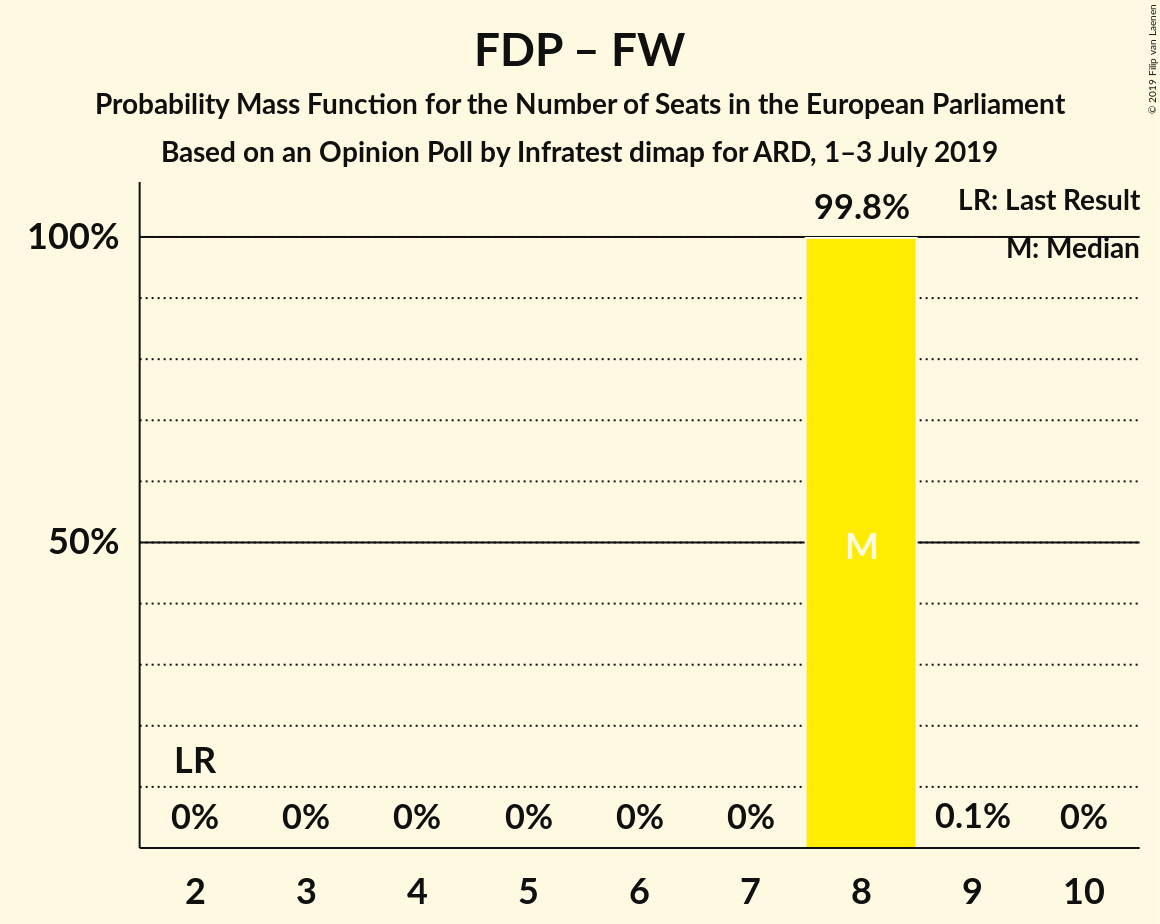 FDP – FW
Probability Mass Function for the Number of Seats in the European Parliament
Based on an Opinion Poll by Infratest dimap for ARD, 1–3 July 2019
© 2019 Filip van Laenen
LR: Last Result
M: Median
99.8%
100%
50%
M
LR
0% 0% 0% 0% 0% 0% 0.1% 0%
2 3 4 5 6 7 8 9 10